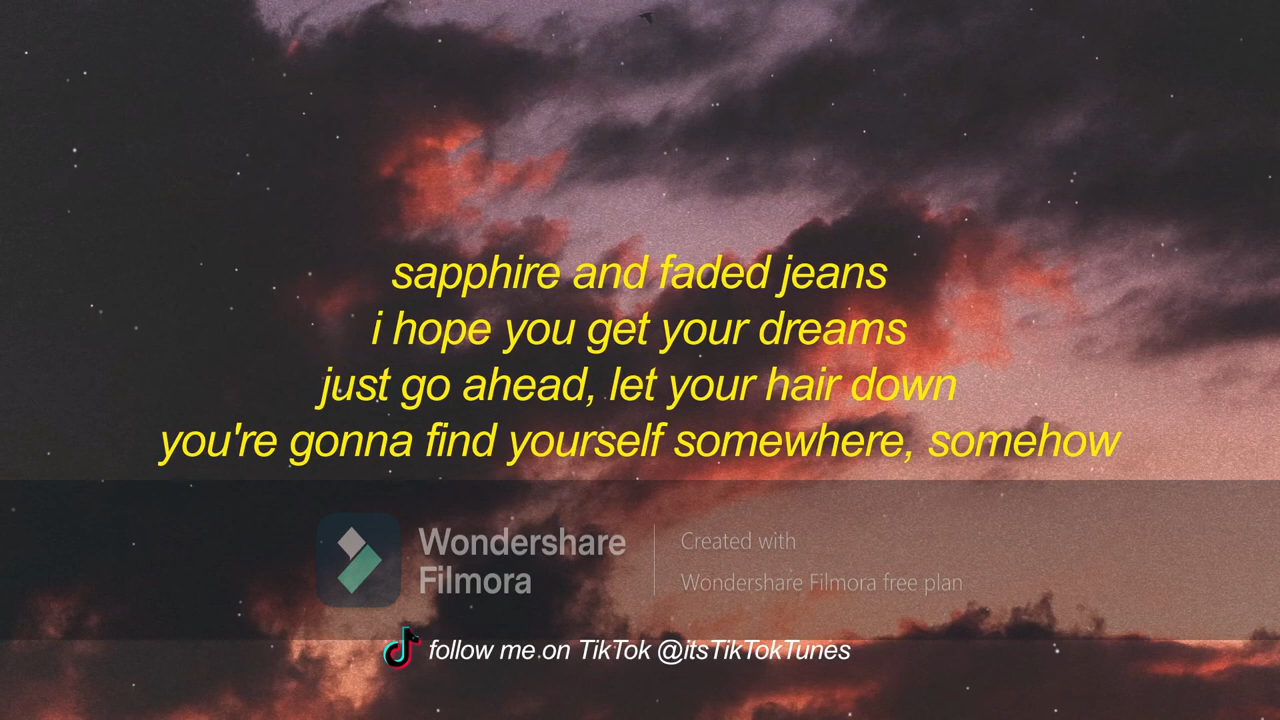 sapphire and faded jeans
i hope you get your dreams
just go ahead, let your hair down
you're gonna find yourself somewhere, somehow
Wondershare
Filmora
Created with
Wondershare Filmora free plan
follow me on TikTok @itsTikTokTunes